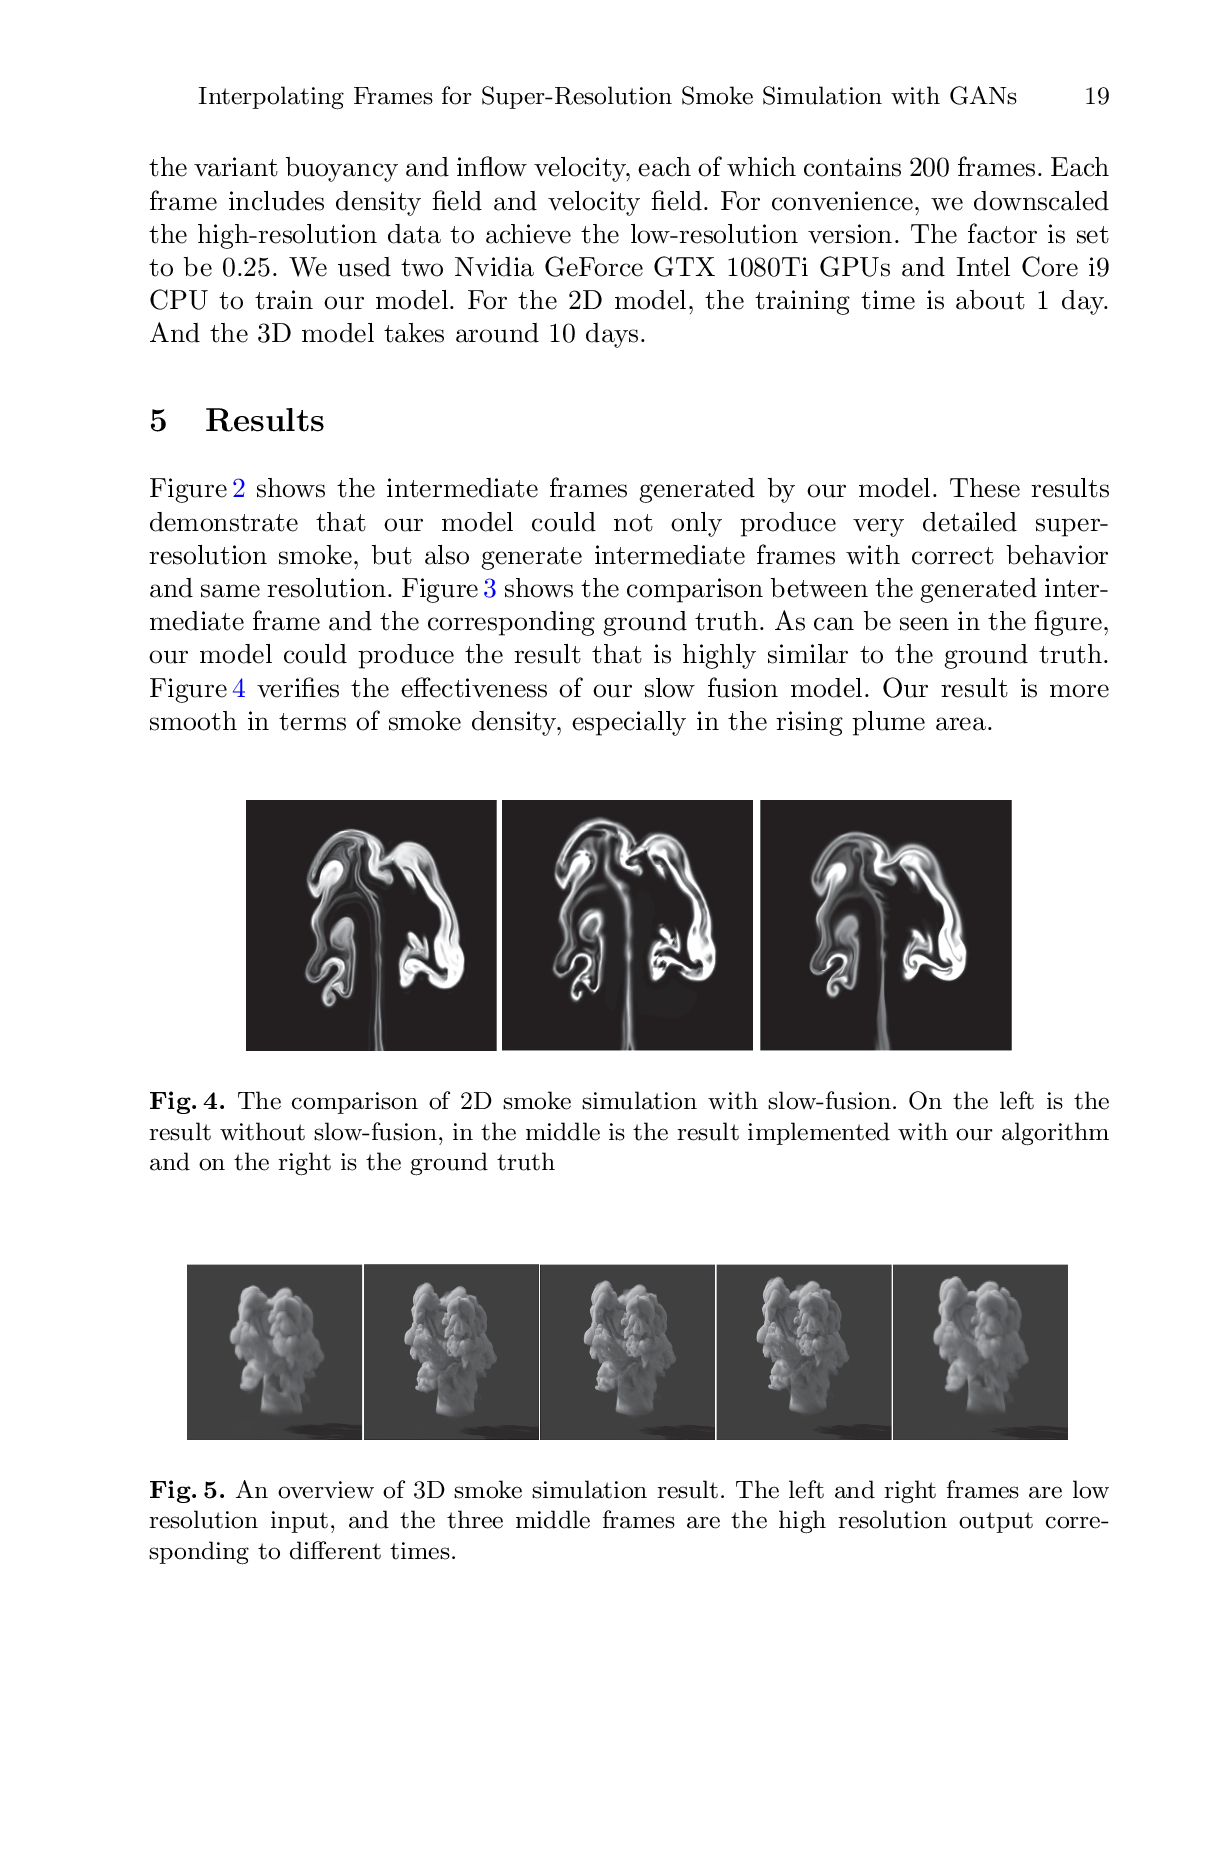 Interpolating Frames for Super-Resolution Smoke Simulation with GANs 19
the variant buoyancy and inflow velocity, each of which contains 200 frames. Each
frame includes density field and velocity field. For convenience, we downscaled
the high-resolution data to achieve the low-resolution version. The factor is set
to be 0.25. We used two Nvidia GeForce GTX 1080Ti GPUs and Intel Core i9
CPU to train our model. For the 2D model, the training time is about 1 day.
And the 3D model takes around 10 days.
5 Results
Figure 2 shows the intermediate frames generated by our model. These results
demonstrate that our model could not only produce very detailed super-
resolution smoke, but also generate intermediate frames with correct behavior
and same resolution. Figure 3 shows the comparison between the generated inter-
mediate frame and the corresponding ground truth. As can be seen in the figure,
our model could produce the result that is highly similar to the ground truth.
Figure 4 verifies the effectiveness of our slow fusion model. Our result is more
smooth in terms of smoke density, especially in the rising plume area.
Fig. 4. The comparison of 2D smoke simulation with slow-fusion. On the left is the
result without slow-fusion, in the middle is the result implemented with our algorithm
and on the right is the ground truth
Fig. 5. An overview of 3D smoke simulation result. The left and right frames are low
resolution input, and the three middle frames are the high resolution output corre-
sponding to different times.